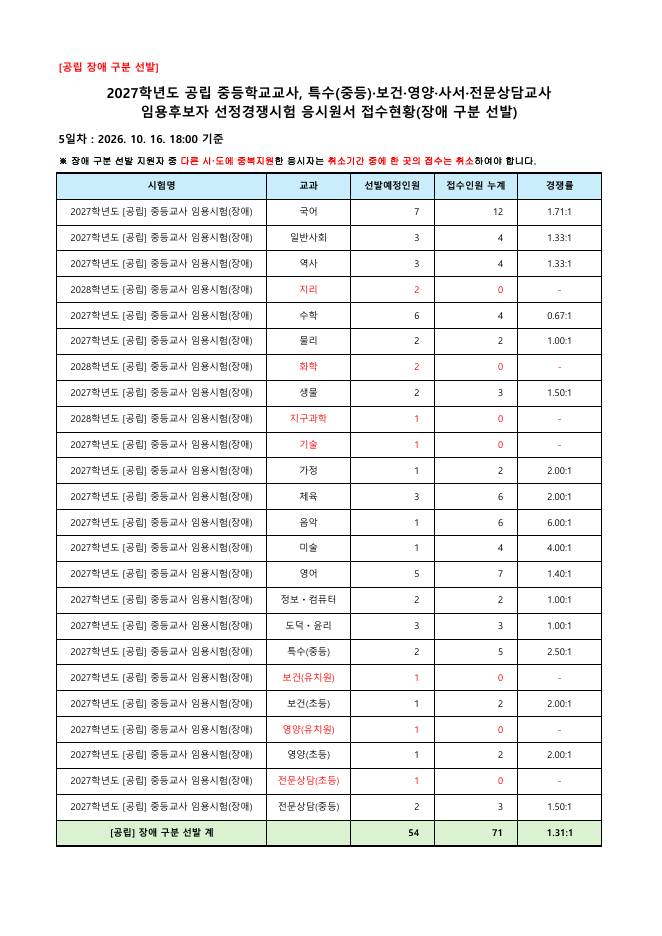 [공립 장애 구분 선발]
2027학년도 공립 중등학교교사, 특수(중등)·보건·영양·사서·전문상담교사
임용후보자 선정경쟁시험 응시원서 접수현황(장애 구분 선발)
5일차 : 2026. 10. 16. 18:00 기준
※ 장애 구분 선발 지원자 중 다른 시·도에 중복지원한 응시자는 취소기간 중에 한 곳의 접수는 취소하여야 합니다.
시험명 교과 선발예정인원 접수인원 누계 경쟁률
2027학년도 [공립] 중등교사 임용시험(장애) 국어 7 12 1.71:1
2027학년도 [공립] 중등교사 임용시험(장애) 일반사회 3 4 1.33:1
2027학년도 [공립] 중등교사 임용시험(장애) 역사 3 4 1.33:1
2028학년도 [공립] 중등교사 임용시험(장애) 지리 2 0 -
2027학년도 [공립] 중등교사 임용시험(장애) 수학 6 4 0.67:1
2027학년도 [공립] 중등교사 임용시험(장애) 물리 2 2 1.00:1
2028학년도 [공립] 중등교사 임용시험(장애) 화학 2 0 -
2027학년도 [공립] 중등교사 임용시험(장애) 생물 2 3 1.50:1
2028학년도 [공립] 중등교사 임용시험(장애) 지구과학 1 0 -
2027학년도 [공립] 중등교사 임용시험(장애) 기술 1 0 -
2027학년도 [공립] 중등교사 임용시험(장애) 가정 1 2 2.00:1
2027학년도 [공립] 중등교사 임용시험(장애) 체육 3 6 2.00:1
2027학년도 [공립] 중등교사 임용시험(장애) 음악 1 6 6.00:1
2027학년도 [공립] 중등교사 임용시험(장애) 미술 1 4 4.00:1
2027학년도 [공립] 중등교사 임용시험(장애) 영어 5 7 1.40:1
2027학년도 [공립] 중등교사 임용시험(장애) 정보・컴퓨터 2 2 1.00:1
2027학년도 [공립] 중등교사 임용시험(장애) 도덕・윤리 3 3 1.00:1
2027학년도 [공립] 중등교사 임용시험(장애) 특수(중등) 2 5 2.50:1
2027학년도 [공립] 중등교사 임용시험(장애) 보건(유치원) 1 0 -
2027학년도 [공립] 중등교사 임용시험(장애) 보건(초등) 1 2 2.00:1
2027학년도 [공립] 중등교사 임용시험(장애) 영양(유치원) 1 0 -
2027학년도 [공립] 중등교사 임용시험(장애) 영양(초등) 1 2 2.00:1
2027학년도 [공립] 중등교사 임용시험(장애) 전문상담(초등) 1 0 -
2027학년도 [공립] 중등교사 임용시험(장애) 전문상담(중등) 2 3 1.50:1
[공립] 장애 구분 선발 계 54 71 1.31:1